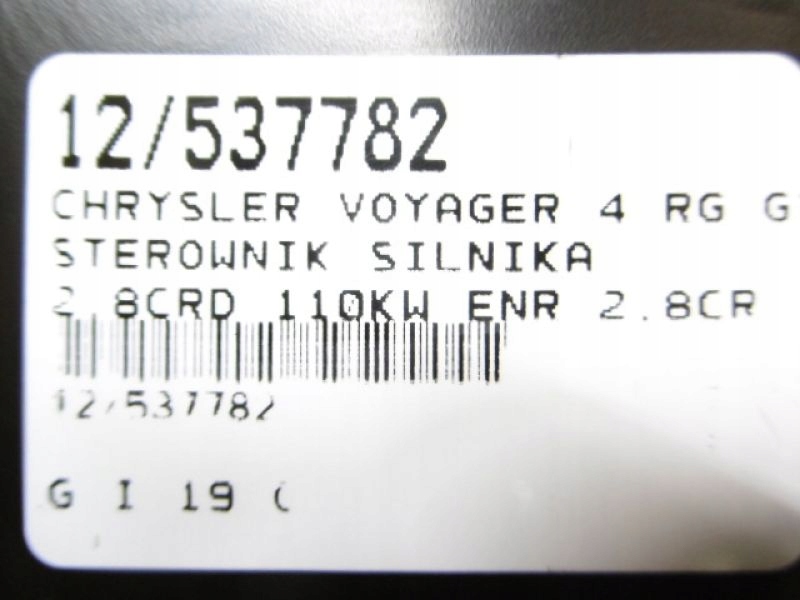 12/537782
CHRYSLER VOYAGER 4 RG G
STEROWNIK SILNIKA
2.8CRD 110KW ENR 2.8CR
12/537782
G I 19